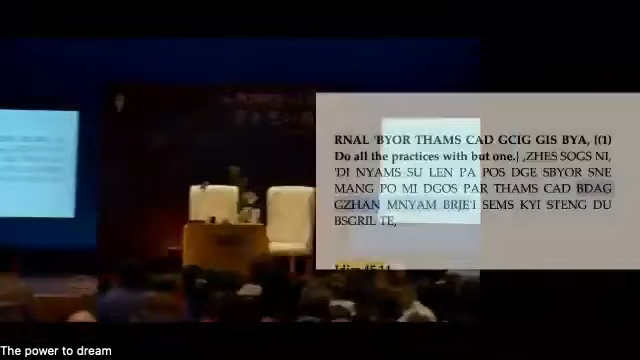 RNAL 'BYOR THAMS CAD GCIG GIS BYA, {(1)
Do all the practices with but one.} ,ZHES SOGS NI,
'DI NYAMS SU LEN PA POS DGE SBYOR SNE
MANG PO MI DGOS PAR THAMS CAD BDAG
GZHAN MNYAM BRJE'I SEMS KYI STENG DU
BSGRIL TE,
The power to dream